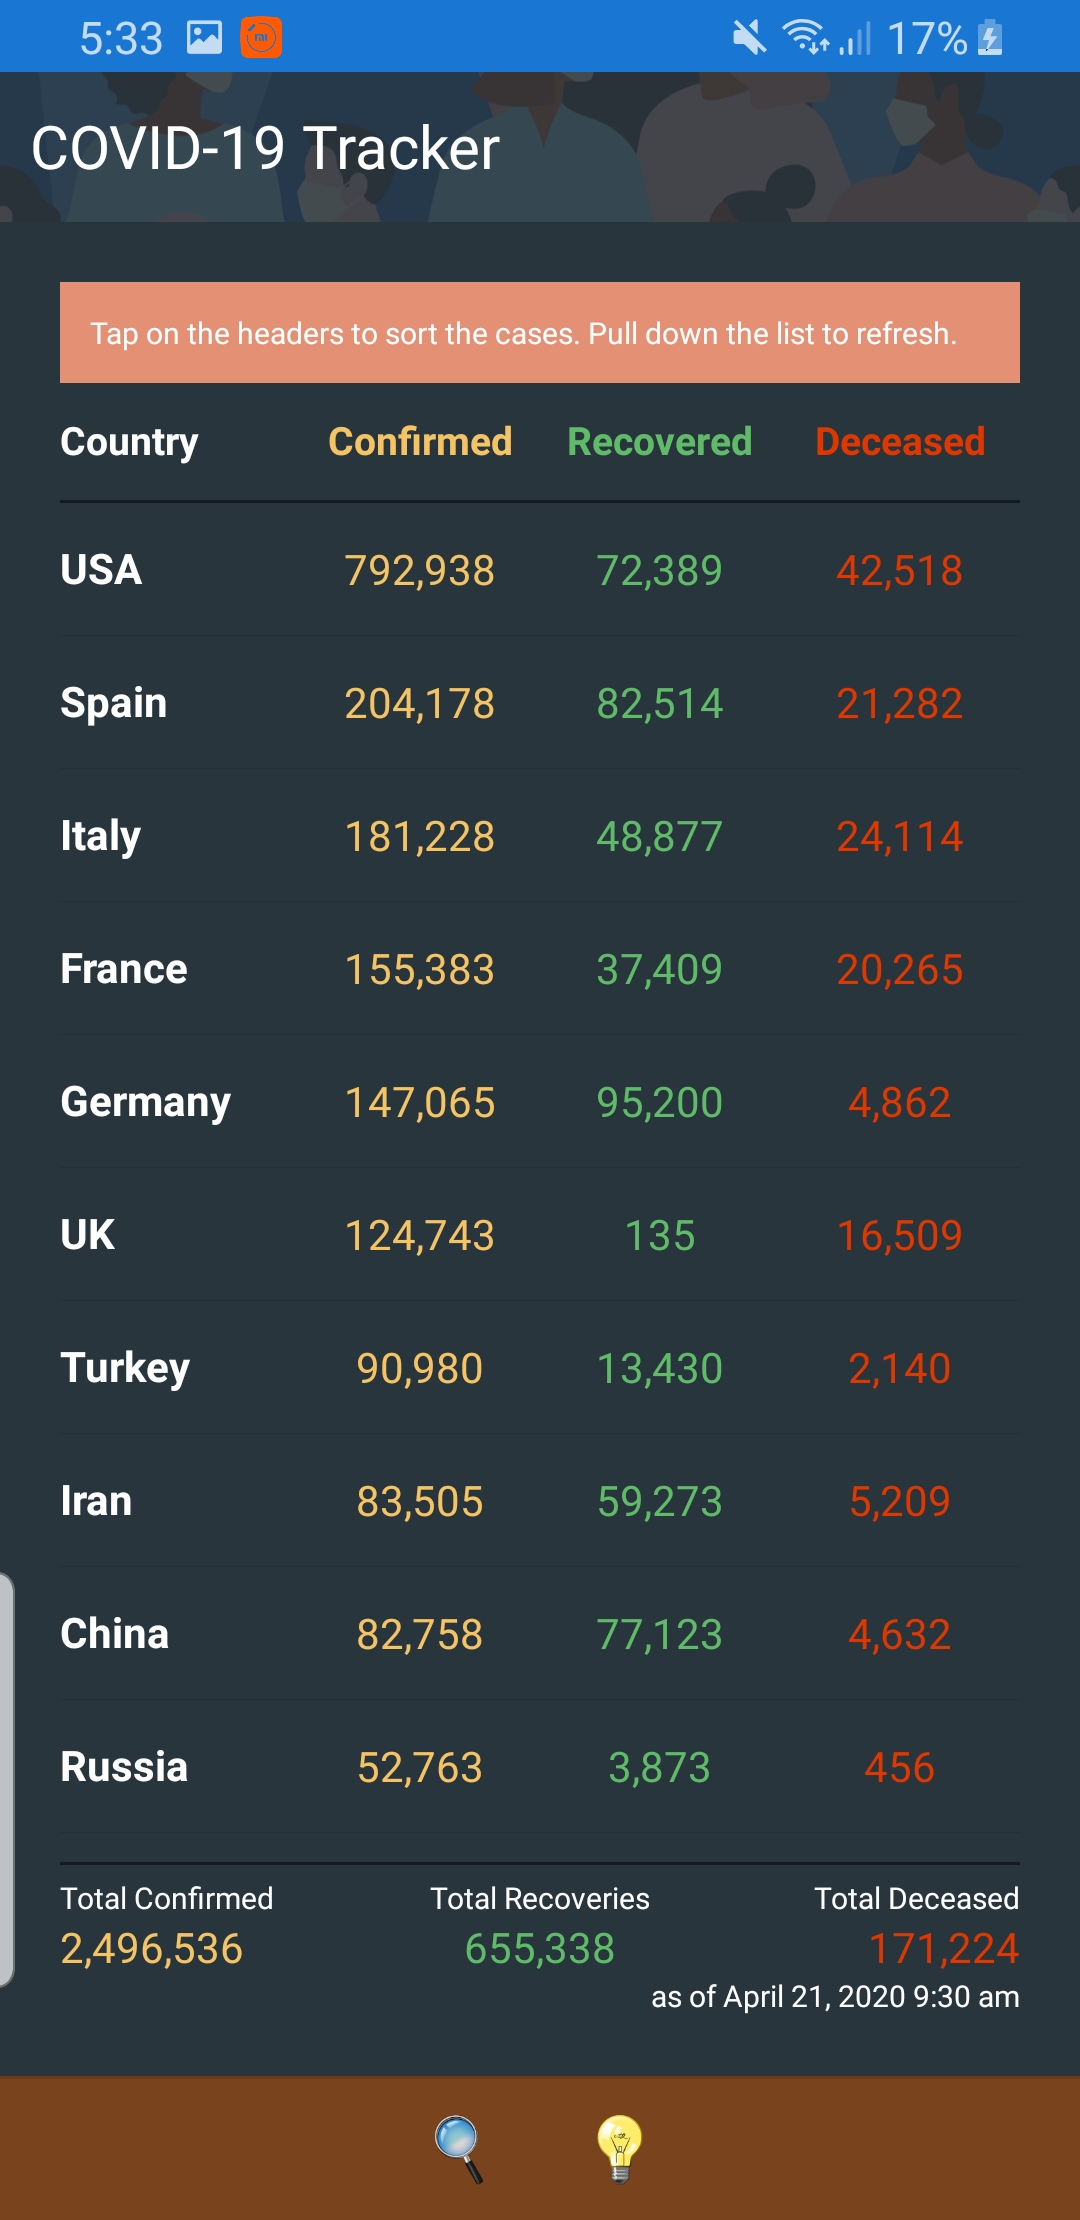 5:33 17%
COVID-19 Tracker
Tap on the headers to sort the cases. Pull down the list to refresh.
Country Confirmed Recovered Deceased
USA 792,938 72,389 42,518
Spain 204,178 82,514 21,282
Italy 181,228 48,877 24,114
France 155,383 37,409 20,265
Germany 147,065 95,200 4,862
UK 124,743 135 16,509
Turkey 90,980 13,430 2,140
Iran 83,505 59,273 5,209
China 82,758 77,123 4,632
Russia 52,763 3,873 456
Total Confirmed Total Recoveries Total Deceased
2,496,536 655,338 171,224
as of April 21, 2020 9:30 am